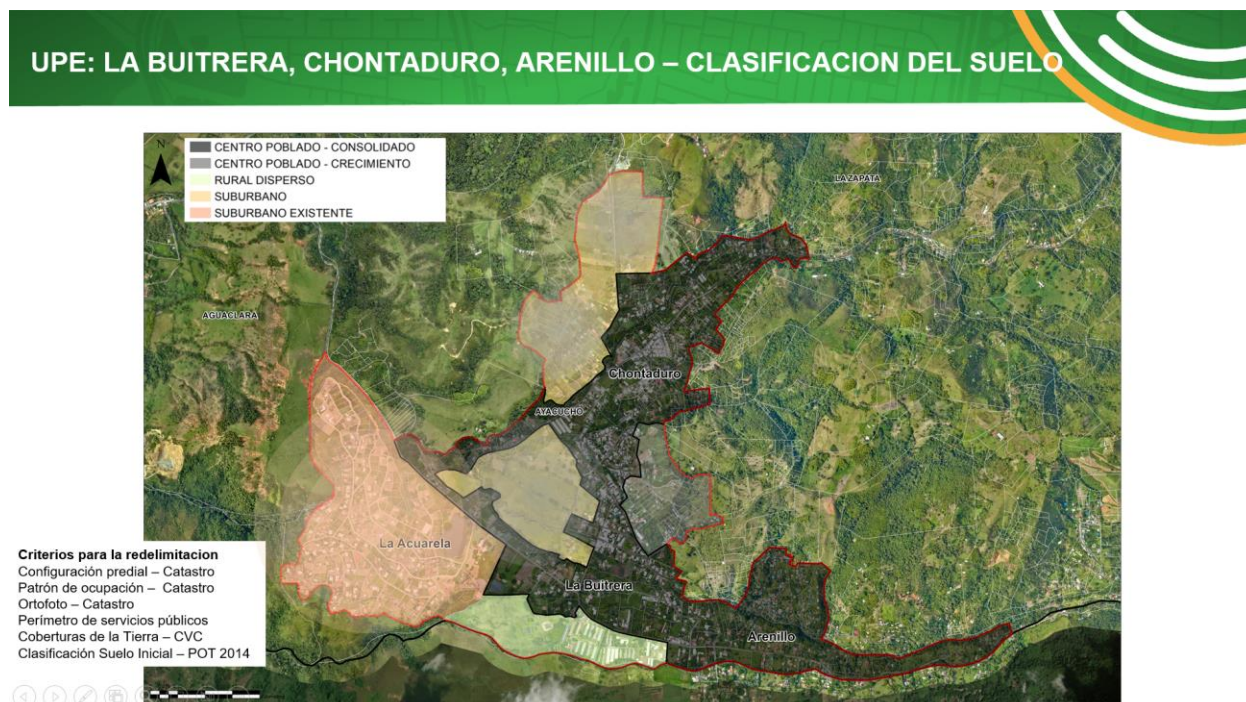 UPE: LA BUITRERA, CHONTADURO, ARENILLO – CLASIFICACION DEL SUELO
N
CENTRO POBLADO - CONSOLIDADO
CENTRO POBLADO - CRECIMIENTO
RURAL DISPERSO
SUBURBANO
SUBURBANO EXISTENTE
LA ZAPATA
AGUACLARA
Chontaduro
AYACUCHO
La Acuarela
La Buitrera
Arenillo
Criterios para la redelimitacion
Configuración predial – Catastro
Patrón de ocupación – Catastro
Ortofoto – Catastro
Perímetro de servicios públicos
Coberturas de la Tierra – CVC
Clasificación Suelo Inicial – POT 2014